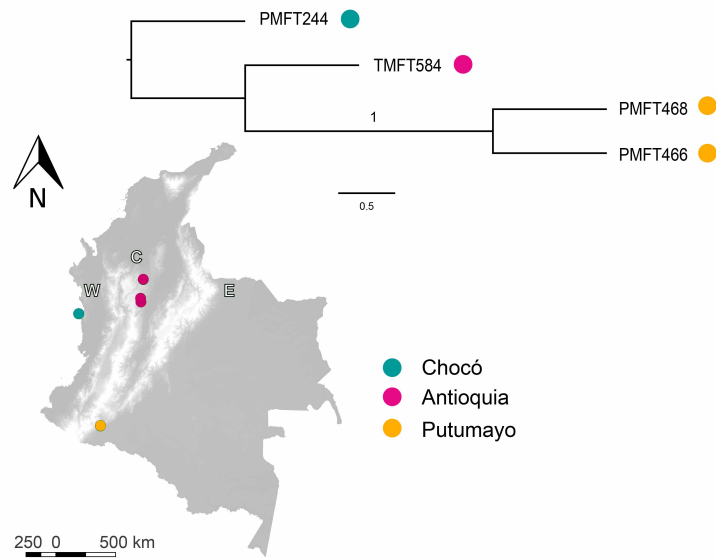 PMFT244
TMFT584
1
PMFT468
PMFT466
0.5
N
C
W
E
Chocó
Antioquia
Putumayo
250 0 500 km